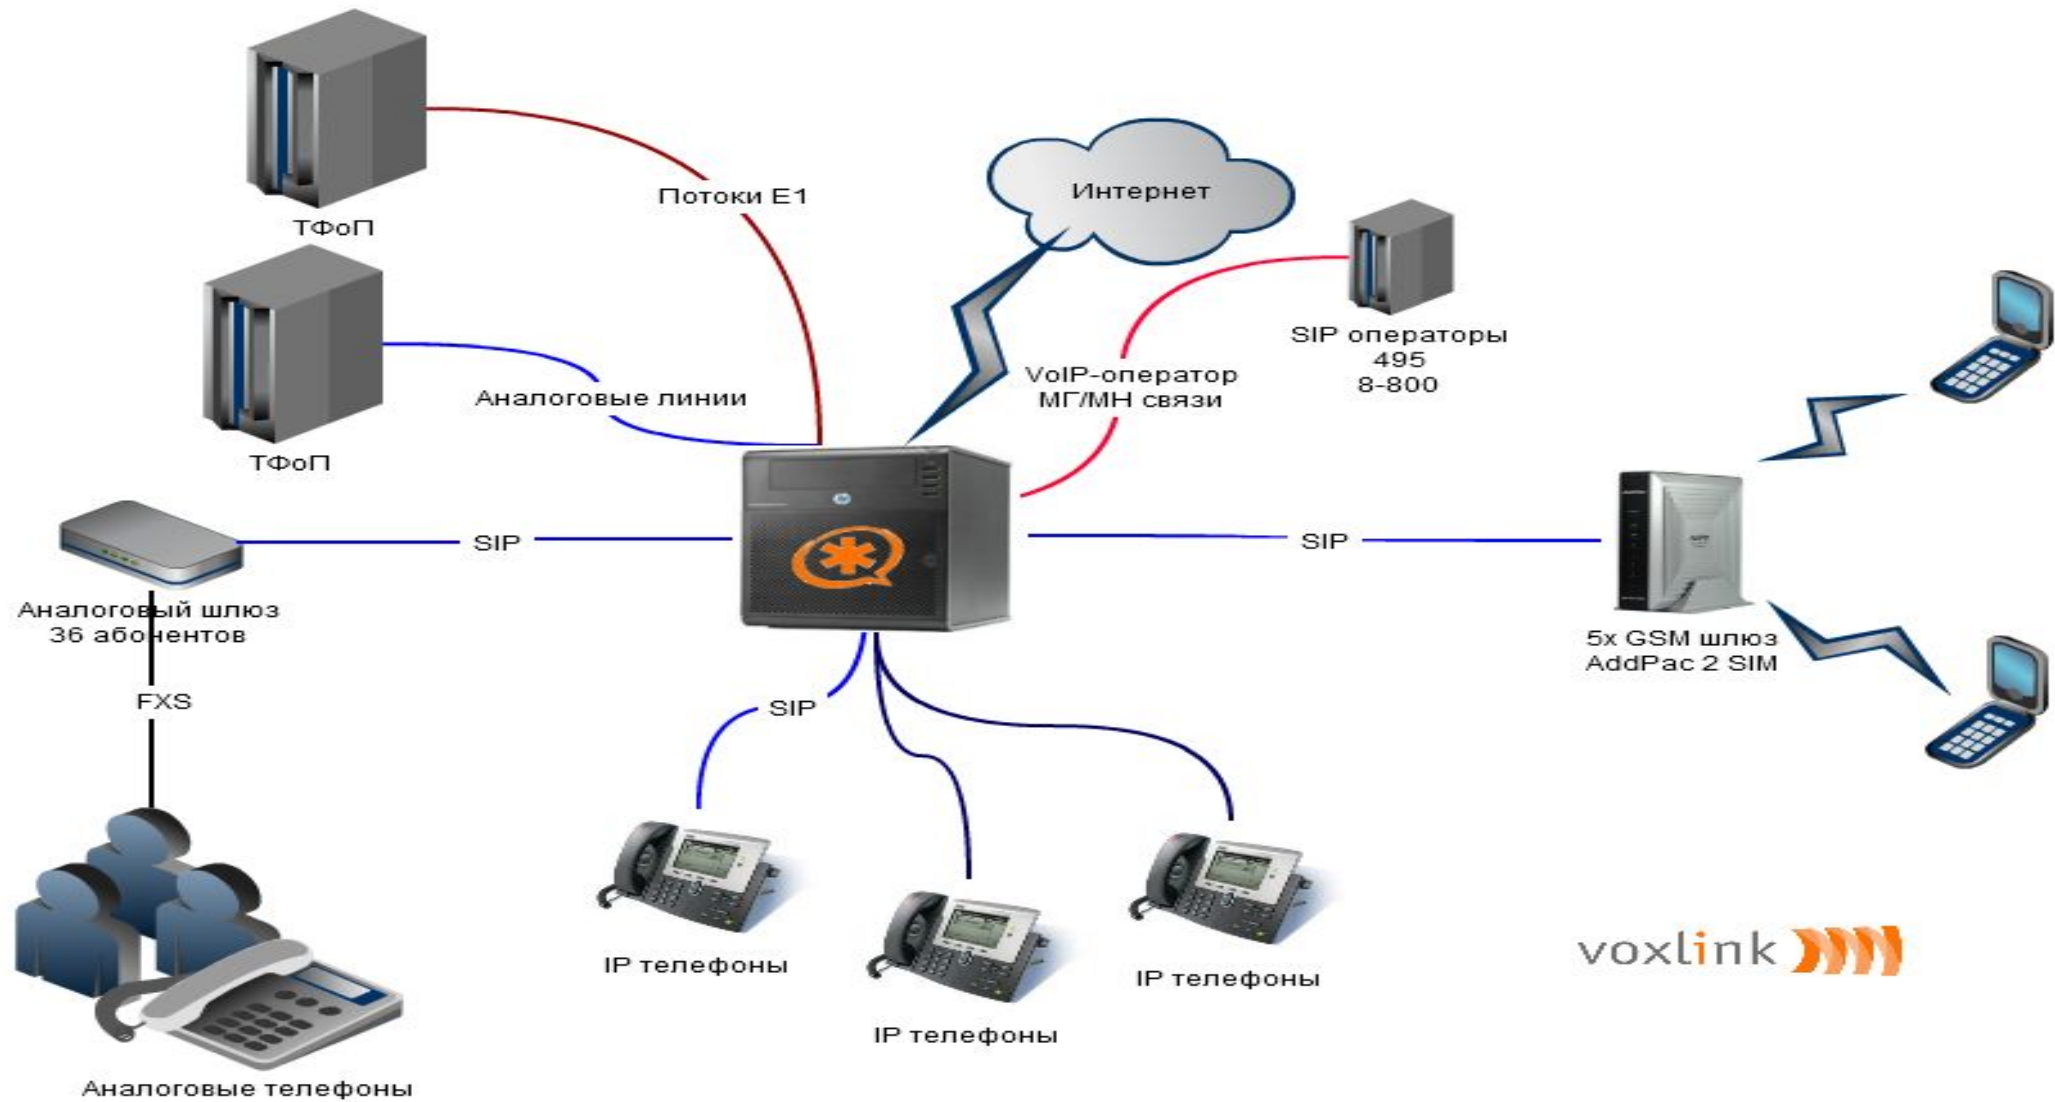 ТФоП
Потоки Е1
Интернет
ТФоП
Аналоговые линии
VoIP-оператор
МГ/МН связи
SIP операторы
495
8-800
SIP
SIP
Аналоговый шлюз
36 абонентов
5x GSM шлюз
AddPac 2 SIM
FXS
SIP
IP телефоны
IP телефоны
IP телефоны
voxlink
Аналоговые телефоны